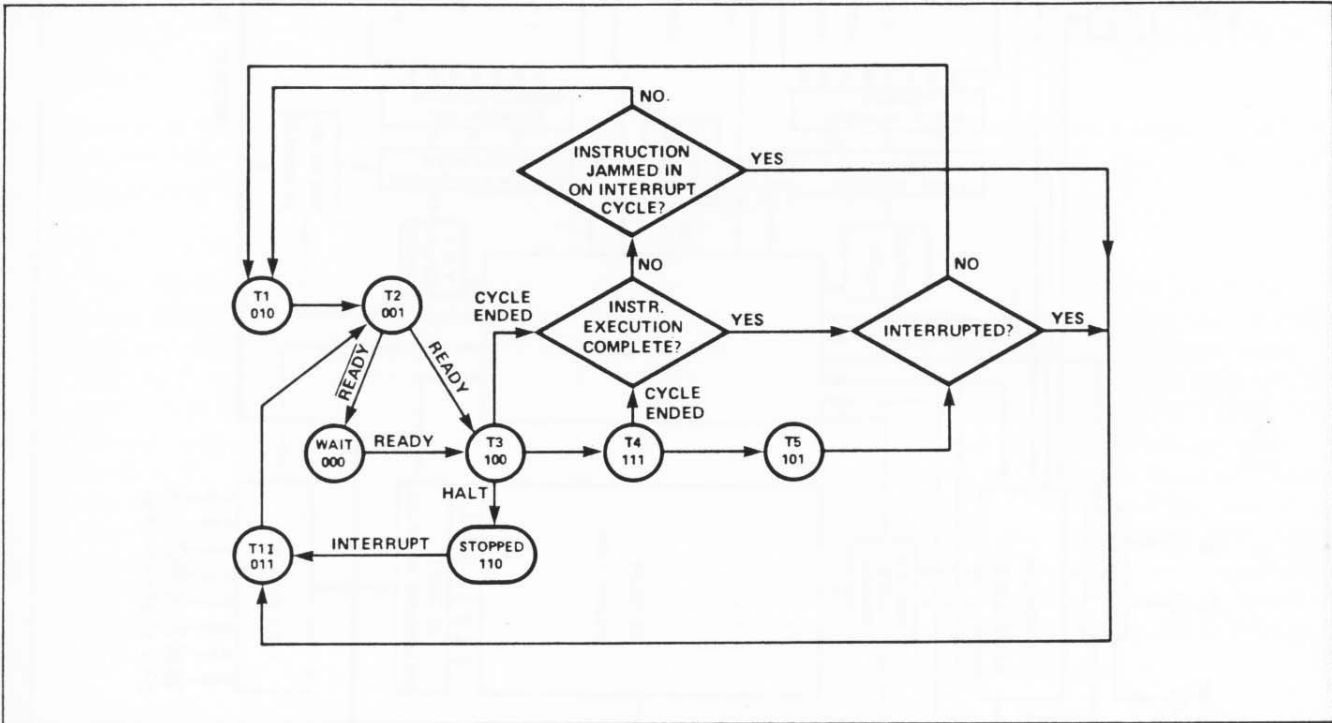 NO.
INSTRUCTION
JAMMED IN
ON INTERRUPT
CYCLE?
YES
NO
NO
T1
010
T2
001
CYCLE
ENDED
INSTR.
EXECUTION
COMPLETE?
YES
INTERRUPTED?
YES
READY
READY
CYCLE
ENDED
WAIT
000
READY
T3
100
T4
111
T5
101
HALT
T1I
011
INTERRUPT
STOPPED
110